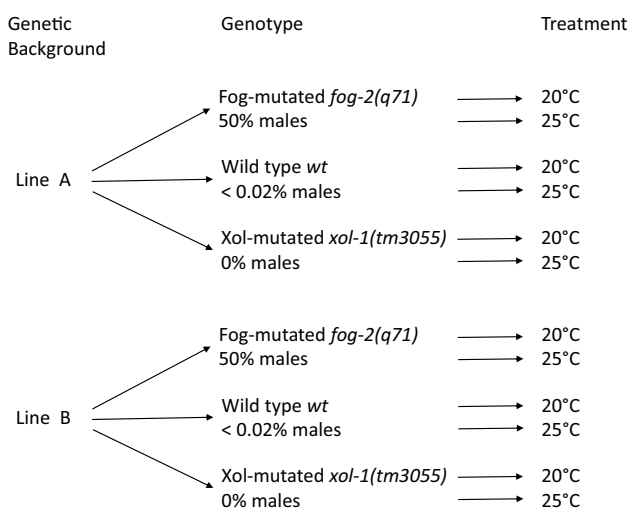 Genetic Background
Genotype
Treatment
Line A
Fog-mutated fog-2(q71)
50% males
20°C
25°C
Wild type wt
< 0.02% males
20°C
25°C
Xol-mutated xol-1(tm3055)
0% males
20°C
25°C
Line B
Fog-mutated fog-2(q71)
50% males
20°C
25°C
Wild type wt
< 0.02% males
20°C
25°C
Xol-mutated xol-1(tm3055)
0% males
20°C
25°C